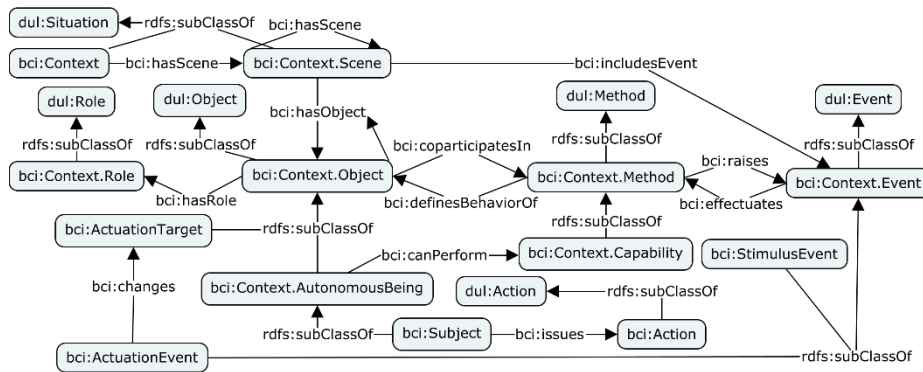 dul:Situation
rdfs:subClassOf
bci:hasScene
bci:Context
bci:hasScene
bci:Context.Scene
bci:includesEvent
dul:Role
dul:Object
bci:hasObject
dul:Method
dul:Event
rdfs:subClassOf
rdfs:subClassOf
bci:coparticipatesIn
rdfs:subClassOf
rdfs:subClassOf
bci:Context.Role
bci:hasRole
bci:Context.Object
bci:definesBehaviorOf
bci:Context.Method
bci:raises
bci:effectuates
bci:Context.Event
bci:ActuationTarget
rdfs:subClassOf
rdfs:subClassOf
bci:canPerform
bci:Context.Capability
bci:StimulusEvent
bci:changes
bci:Context.AutonomousBeing
dul:Action
rdfs:subClassOf
rdfs:subClassOf
bci:Subject
bci:issues
bci:Action
bci:ActuationEvent
rdfs:subClassOf